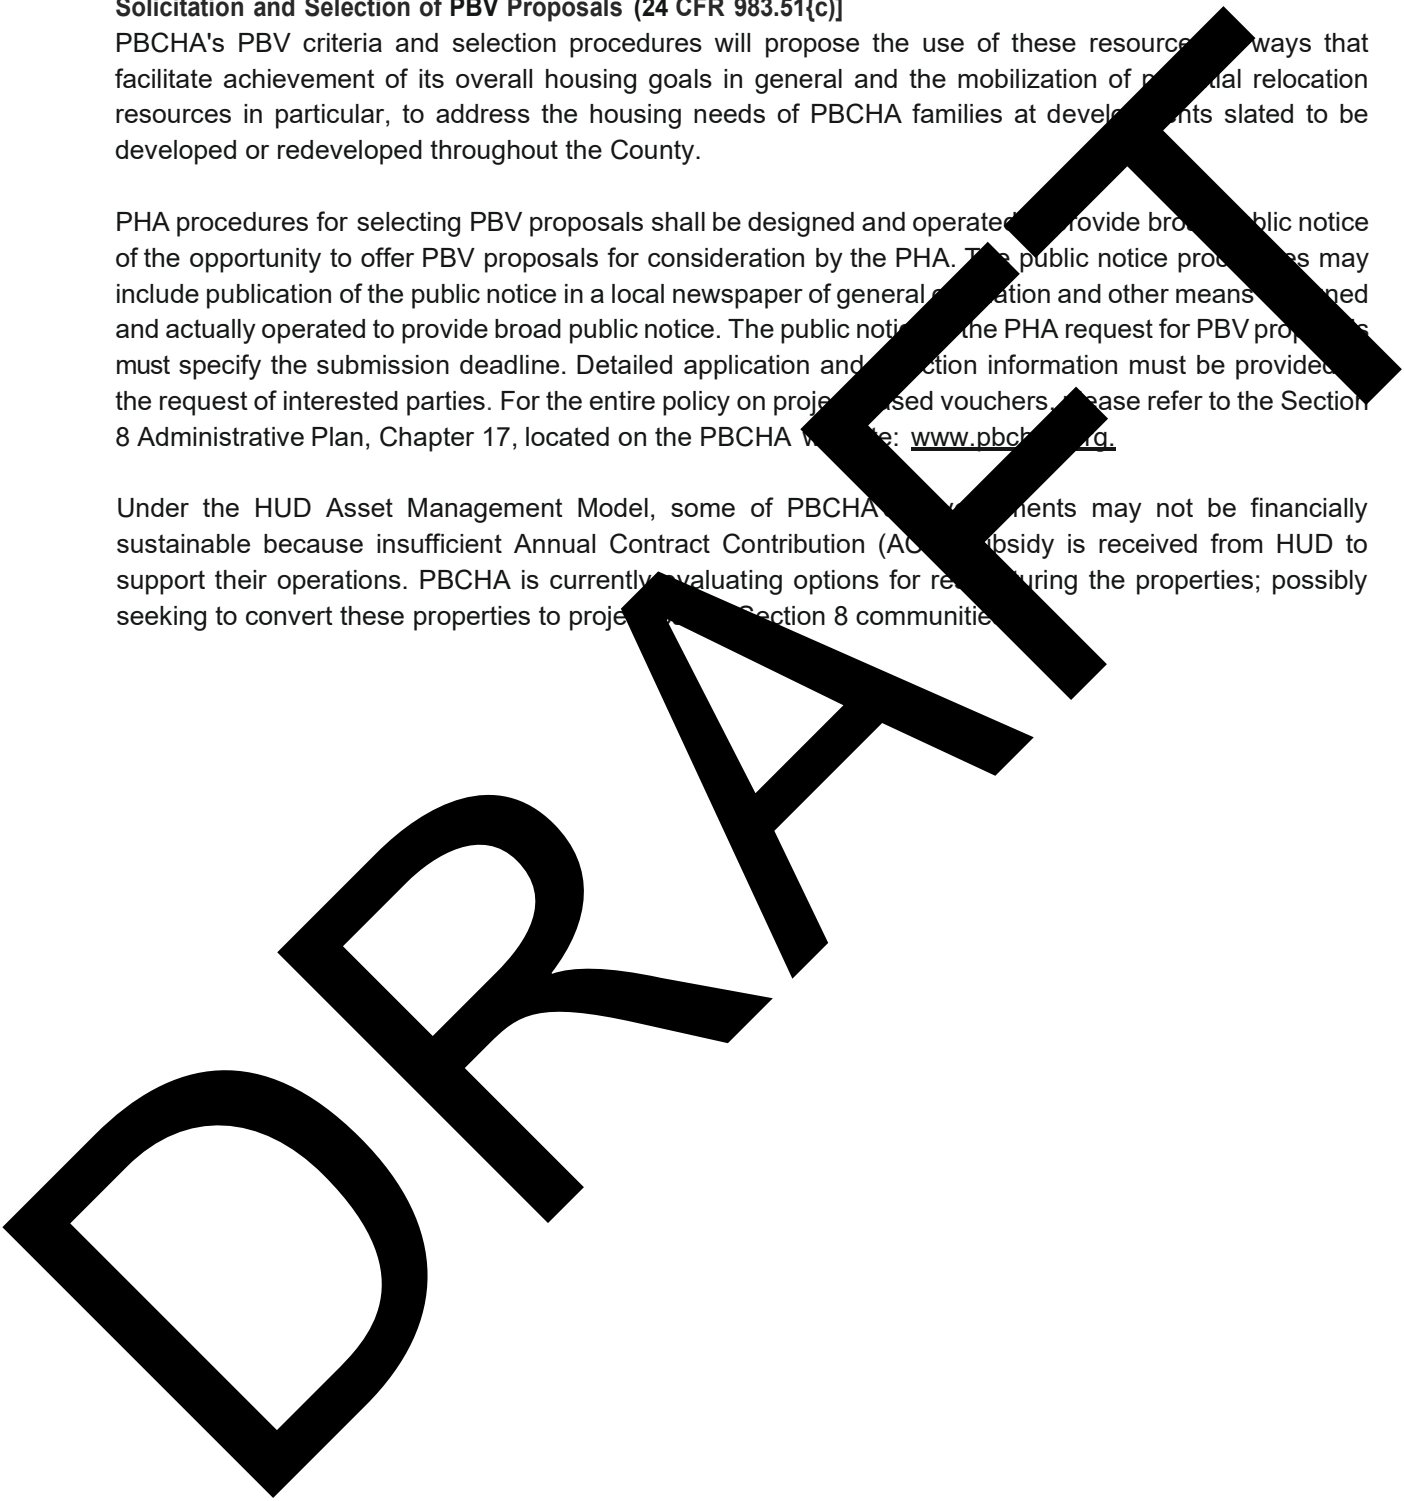 Solicitation and Selection of PBV Proposals (24 CFR 983.51{c)]
PBCHA's PBV criteria and selection procedures will propose the use of these ways that
facilitate achievement of its overall housing goals in general and the mobilization of relocation
resources in particular, to address the housing needs of PBCHA families at slated to be
developed or redeveloped throughout the County.
PHA procedures for selecting PBV proposals shall be designed and operated notice
of the opportunity to offer PBV proposals for consideration by the PHA. public notice may
include publication of the public notice in a local newspaper of general and other means
and actually operated to provide broad public notice. The public the PHA request for PBV
must specify the submission deadline. Detailed application and information must be provided
the request of interested parties. For the entire policy on vouchers, refer to the Section
8 Administrative Plan, Chapter 17, located on the PBCHA
Under the HUD Asset Management Model, some of may not be financially
sustainable because insufficient Annual Contract Contribution is received from HUD to
support their operations. PBCHA is currently evaluating options for the properties; possibly
seeking to convert these properties to Section 8
DRAFT